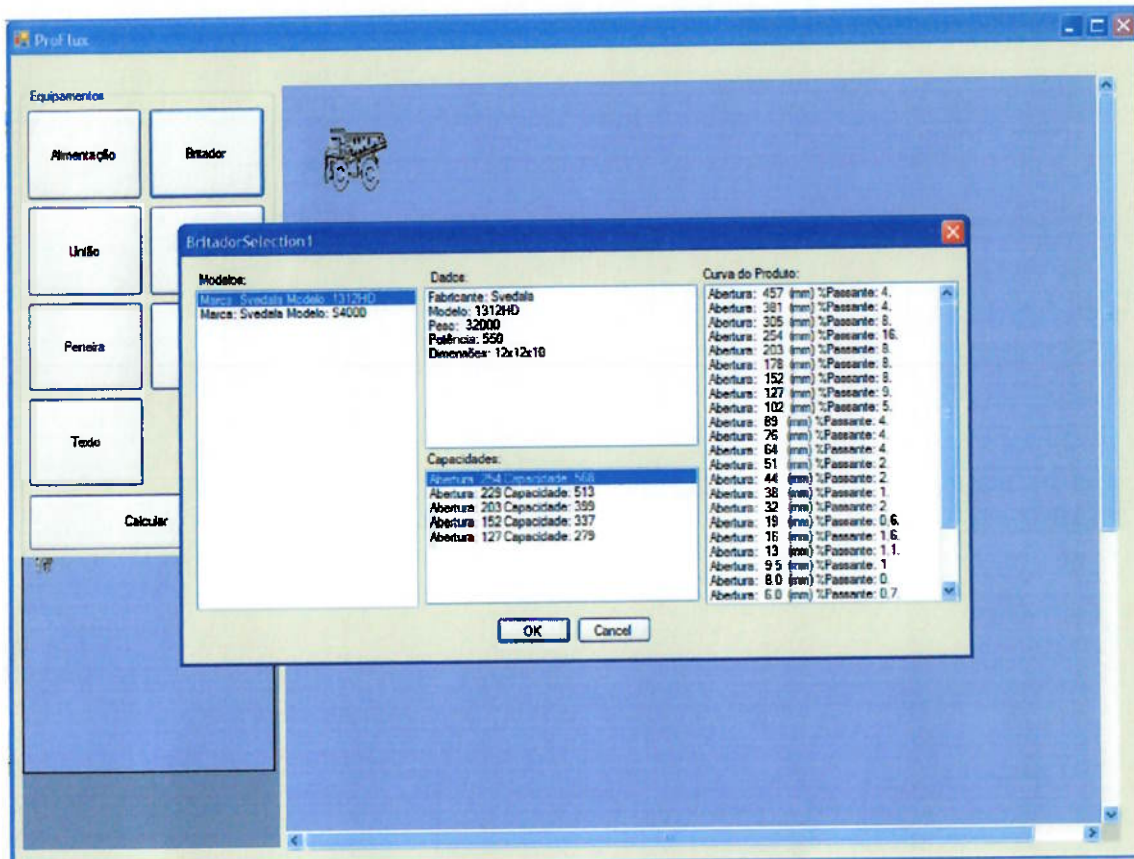 ProFlux
Equipamentos
Alimentação
Britador
União
Peneira
Texto
Calcular
BritadorSelection1
Modelos:
Marca: Svedala Modelo: 1312HD
Marca: Svedala Modelo: S4000
Dados:
Fabricante: Svedala
Modelo: 1312HD
Peso: 32000
Potência: 550
Dimensões: 12x12x10
Capacidades:
Abertura: 254 Capacidade: 568
Abertura: 229 Capacidade: 513
Abertura: 203 Capacidade: 399
Abertura: 152 Capacidade: 337
Abertura: 127 Capacidade: 279
Curva do Produto:
Abertura: 457 (mm) %Passante: 4.
Abertura: 381 (mm) %Passante: 4.
Abertura: 305 (mm) %Passante: 8.
Abertura: 254 (mm) %Passante: 16.
Abertura: 203 (mm) %Passante: 8.
Abertura: 178 (mm) %Passante: 8.
Abertura: 152 (mm) %Passante: 8.
Abertura: 127 (mm) %Passante: 9.
Abertura: 102 (mm) %Passante: 5.
Abertura: 89 (mm) %Passante: 4.
Abertura: 76 (mm) %Passante: 4.
Abertura: 64 (mm) %Passante: 4.
Abertura: 51 (mm) %Passante: 2.
Abertura: 44 (mm) %Passante: 2.
Abertura: 38 (mm) %Passante: 1.
Abertura: 32 (mm) %Passante: 2.
Abertura: 19 (mm) %Passante: 0,6.
Abertura: 16 (mm) %Passante: 1,6.
Abertura: 13 (mm) %Passante: 1,1.
Abertura: 9.5 (mm) %Passante: 1
Abertura: 8.0 (mm) %Passante: 0.
Abertura: 6.0 (mm) %Passante: 0,7.
OK
Cancel